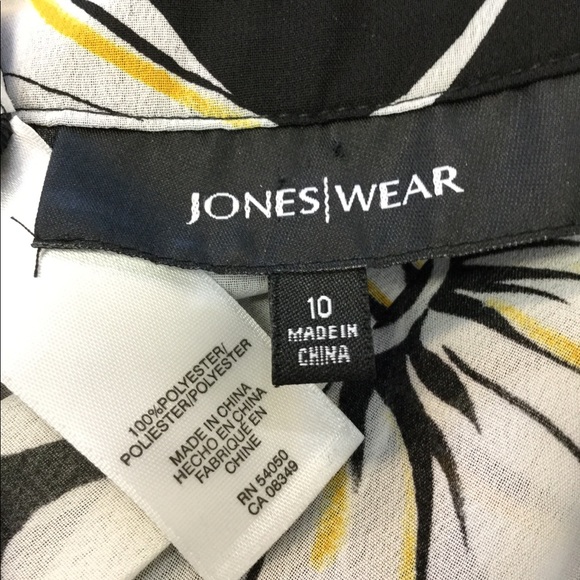 JONES|WEAR
10
MADE IN
CHINA
100%POLYESTER/
POLIESTER/POLYESTER
MADE IN CHINA
HECHO EN CHINA
FABRIQUÉ EN
CHINE
RN 54050
CA 08349